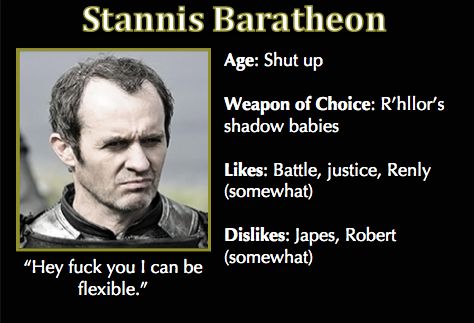 Stannis Baratheon
Age: Shut up
Weapon of Choice: R'hllor's
shadow babies
Likes: Battle, justice, Renly
(somewhat)
Dislikes: Japes, Robert
(somewhat)
“Hey fuck you I can be
flexible.”